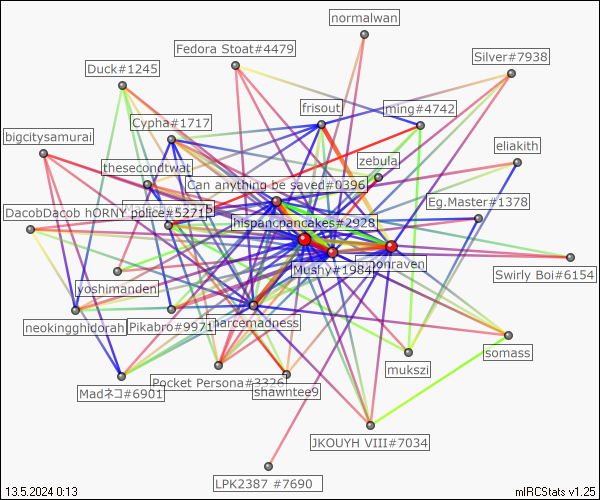 normalwan
Fedora Stoat#4479
Silver#7938
Duck#1245
frisout
ming#4742
Cypha#1717
bigcitysamurai
eliakith
zebula
thesecondtwat
Can anything be saved#0396
Eg.Master#1378
DacobDacob hORNY police#5271
hispancpancakes#2928
Mushy#1984
onraven
Swirly Boi#6154
yoshimanden
neokingghidorah
Pikabro#9971
narcemadness
somass
mukszi
Madネコ#6901
Pocket Persona#3326
shawntee9
JKOUYH VIII#7034
LPK2387 #7690
13.5.2024 0:13
mIRCStats v1.25